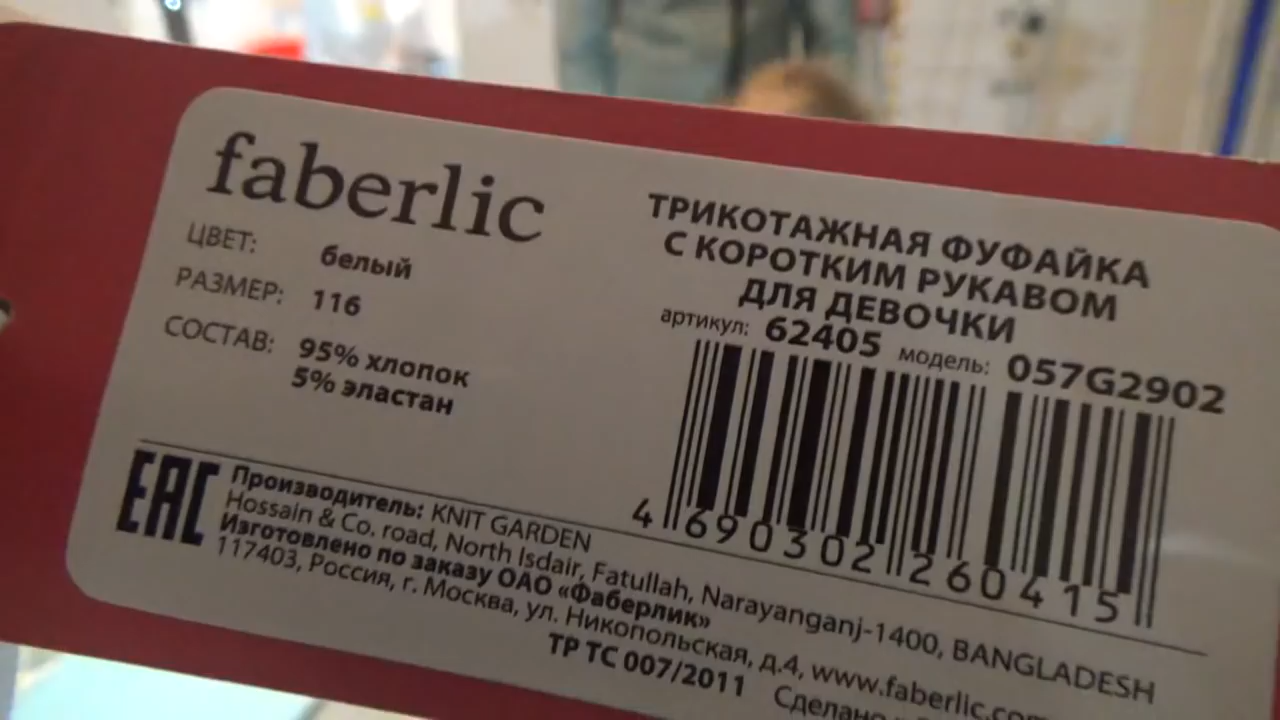 faberlic
ЦВЕТ: белый
РАЗМЕР: 116
СОСТАВ: 95% хлопок
5% эластан
ТРИКОТАЖНАЯ ФУФАЙКА
С КОРОТКИМ РУКАВОМ
ДЛЯ ДЕВОЧКИ
артикул: 62405 модель: 057G2902
4 690302 260415
EAC
Производитель: KNIT GARDEN
Hossain & Co. road, North Isdair, Fatullah, Narayanganj-1400, BANGLADESH
Изготовлено по заказу ОАО «Фаберлик»
117403, Россия, г. Москва, ул. Никопольская, д.4, www.faberlic.com
ТР ТС 007/2011 Сделано